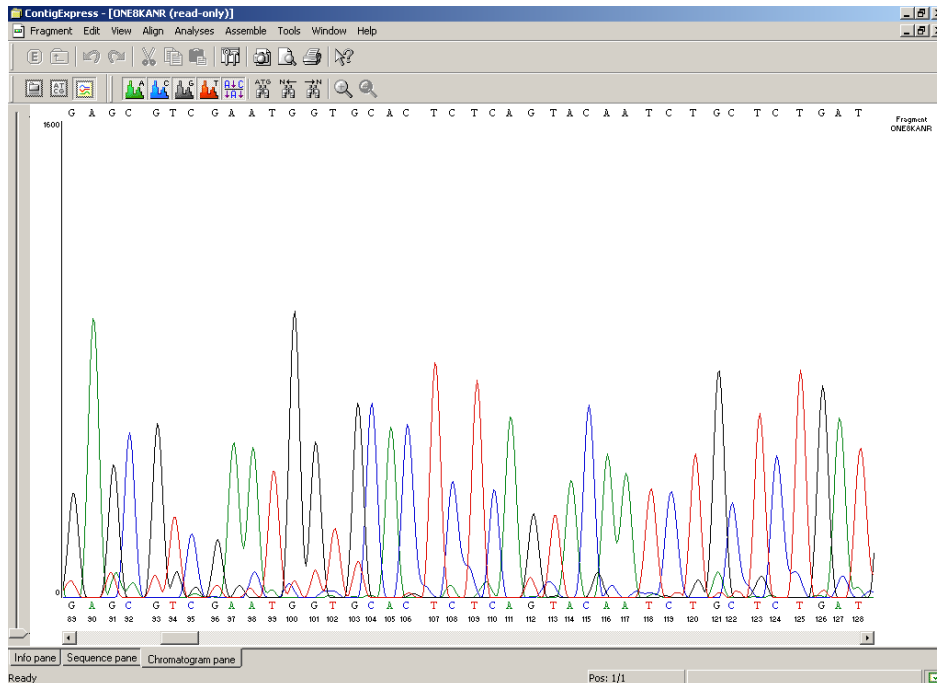 ContigExpress - [ONE8KANR (read-only)]
Fragment Edit View Align Analyses Assemble Tools Window Help
G A G C G T C G A A T G G T G C A C T C T C A G T A C A A T C T G C T C T G A T
1600
Fragment
ONE8KANR
0
G A G C G T C G A A T G G T G C A C T C T C A G T A C A A T C T G C T C T G A T
89 90 91 92 93 94 95 96 97 98 99 100 101 102 103 104 105 106 107 108 109 110 111 112 113 114 115 116 117 118 119 120 121 122 123 124 125 126 127 128
Info pane Sequence pane Chromatogram pane
Ready Pos: 1/1